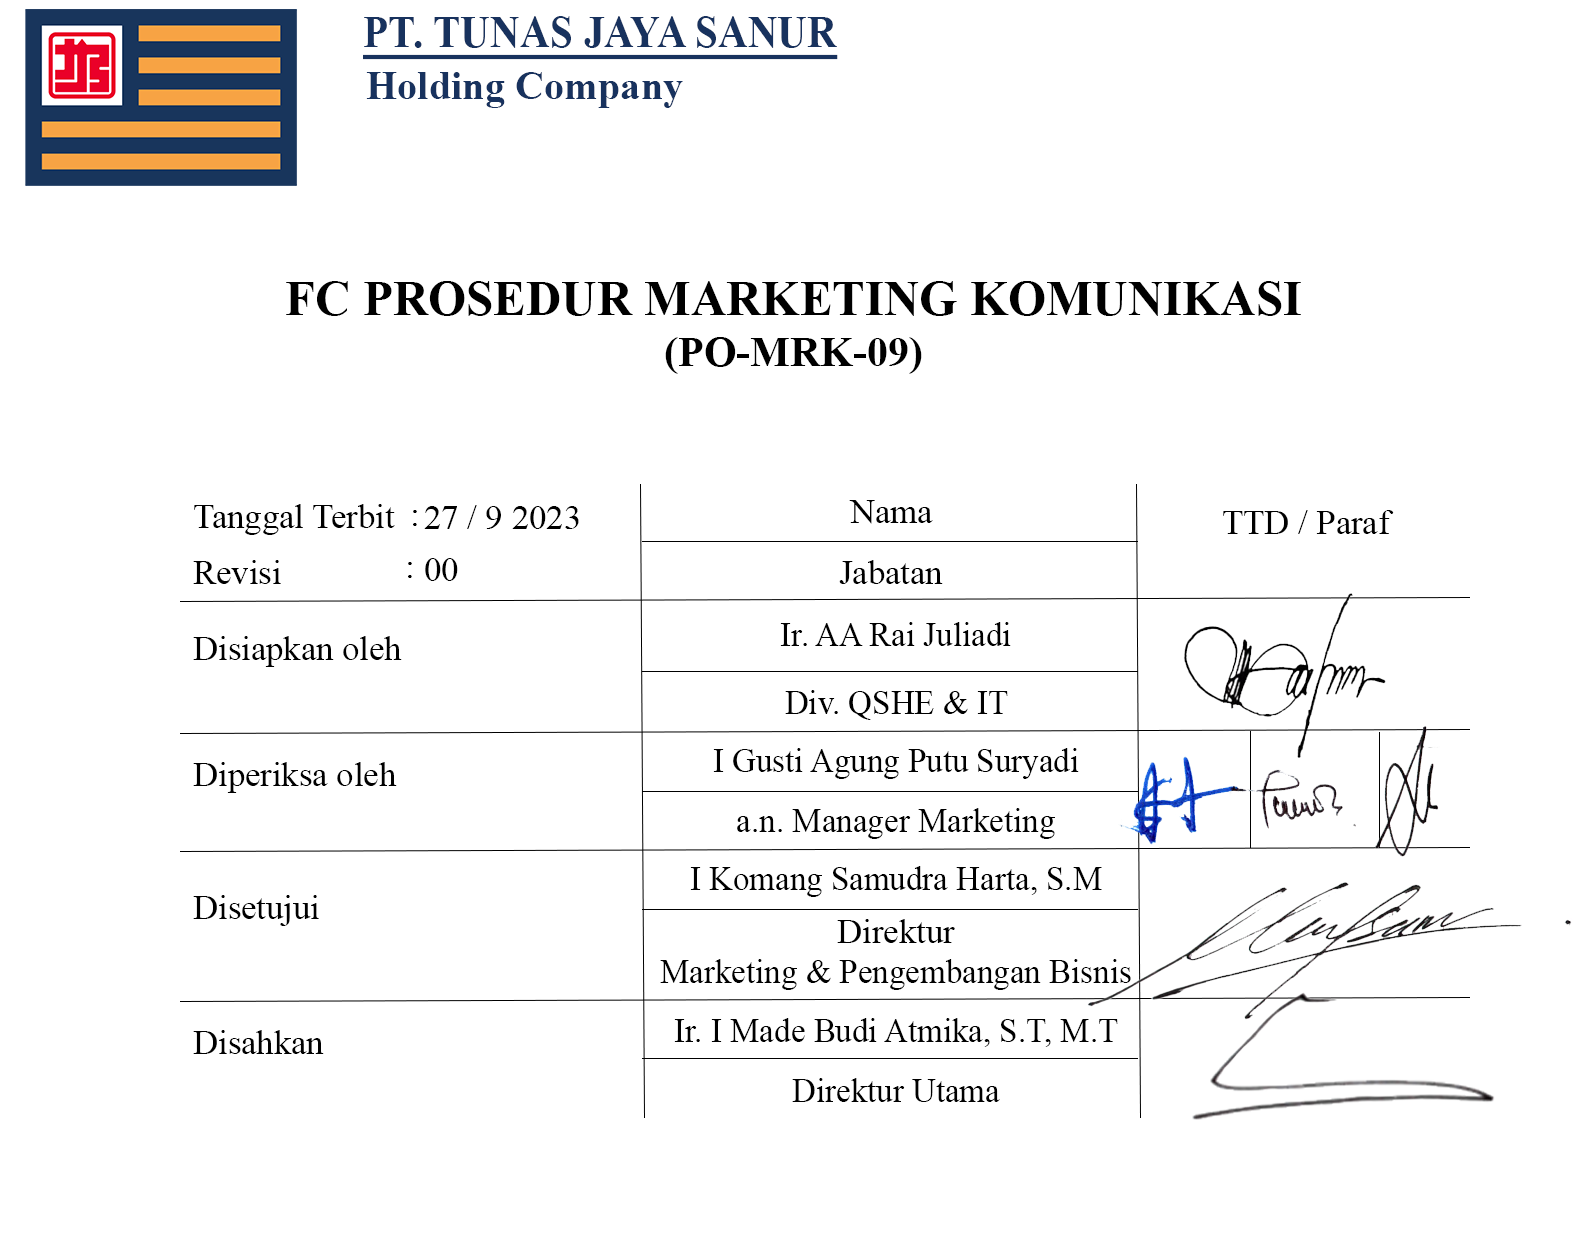 PT. TUNAS JAYA SANUR
Holding Company
FC PROSEDUR MARKETING KOMUNIKASI
(PO-MRK-09)
Tanggal Terbit : 27 / 9 2023
Revisi : 00
Nama
Jabatan
TTD / Paraf
Disiapkan oleh
Ir. AA Rai Juliadi
Div. QSHE & IT
Diperiksa oleh
I Gusti Agung Putu Suryadi
a.n. Manager Marketing
Disetujui
I Komang Samudra Harta, S.M
Direktur
Marketing & Pengembangan Bisnis
Disahkan
Ir. I Made Budi Atmika, S.T, M.T
Direktur Utama